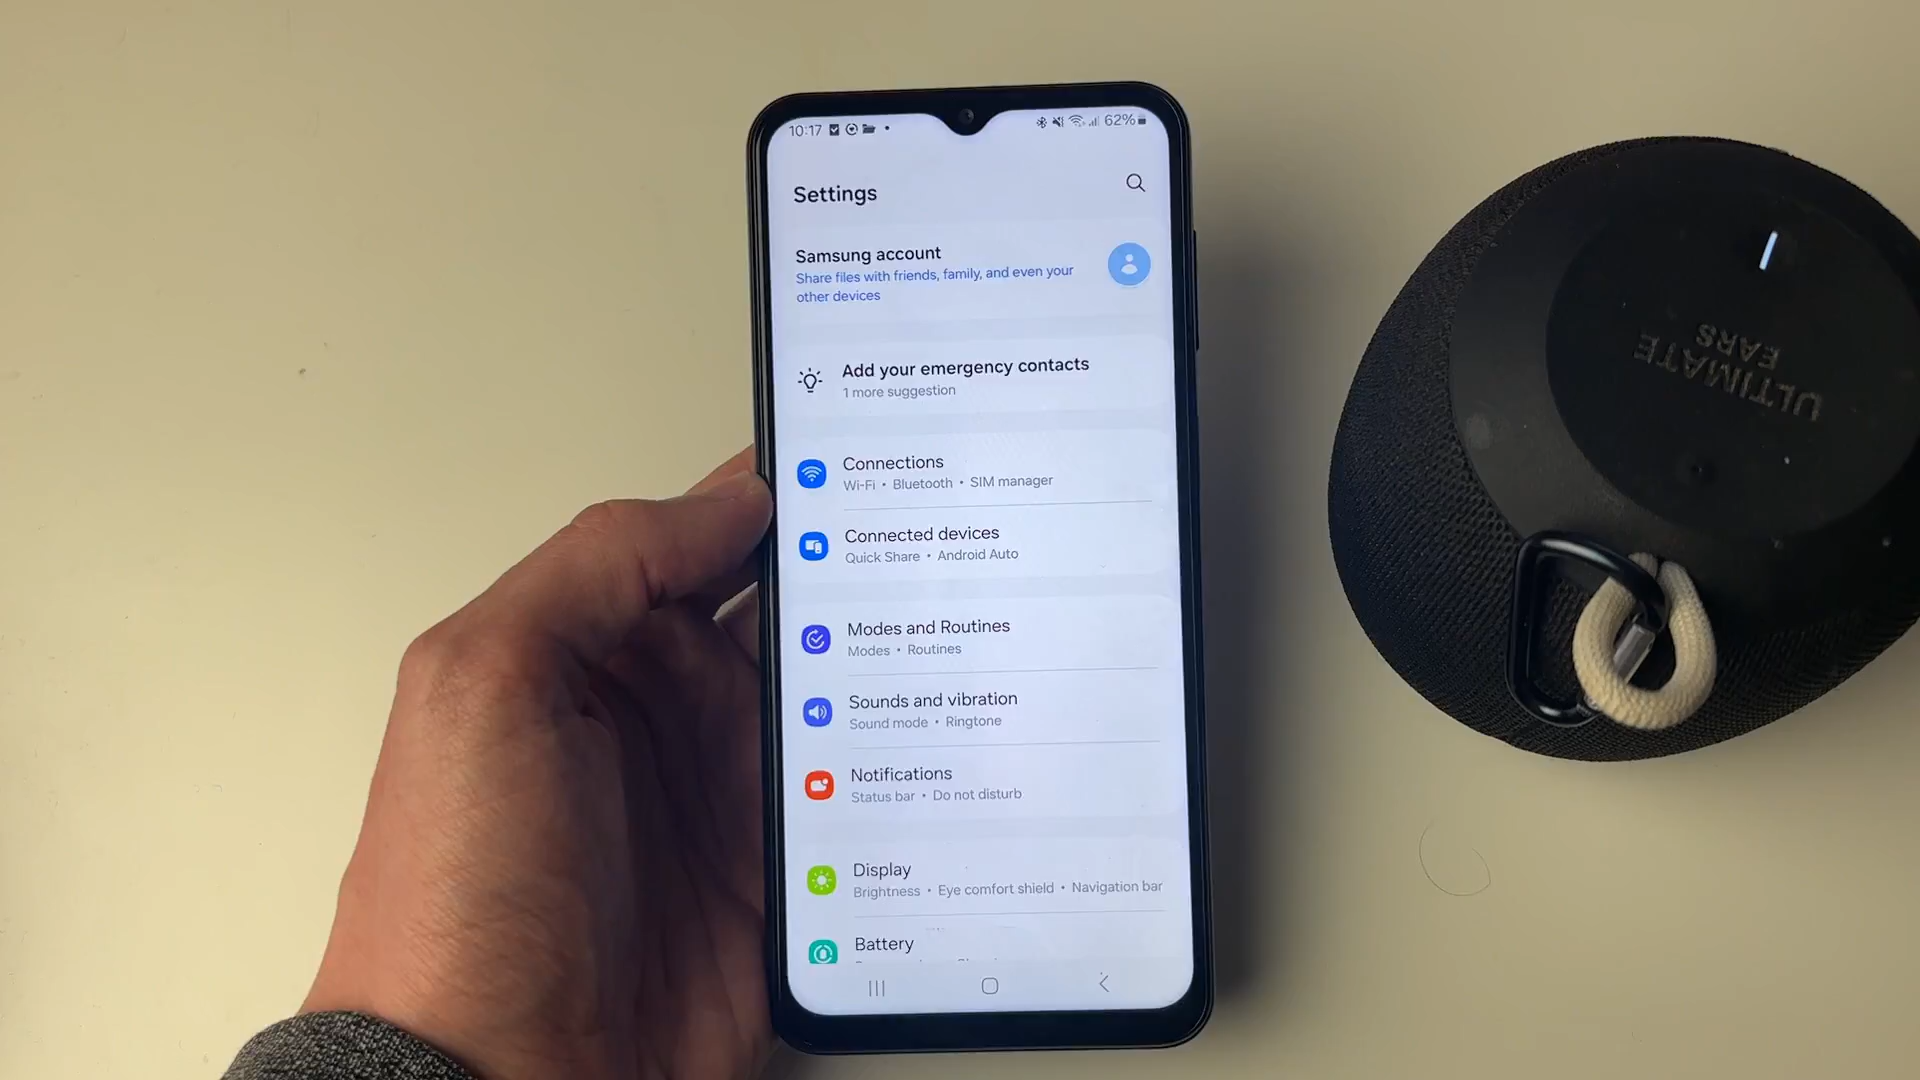 10:17
62%
Settings
Samsung account
Share files with friends, family, and even your
other devices
Add your emergency contacts
1 more suggestion
Connections
Wi-Fi • Bluetooth • SIM manager
Connected devices
Quick Share • Android Auto
Modes and Routines
Modes • Routines
Sounds and vibration
Sound mode • Ringtone
Notifications
Status bar • Do not disturb
Display
Brightness • Eye comfort shield • Navigation bar
Battery
ULTIMATE
EARS